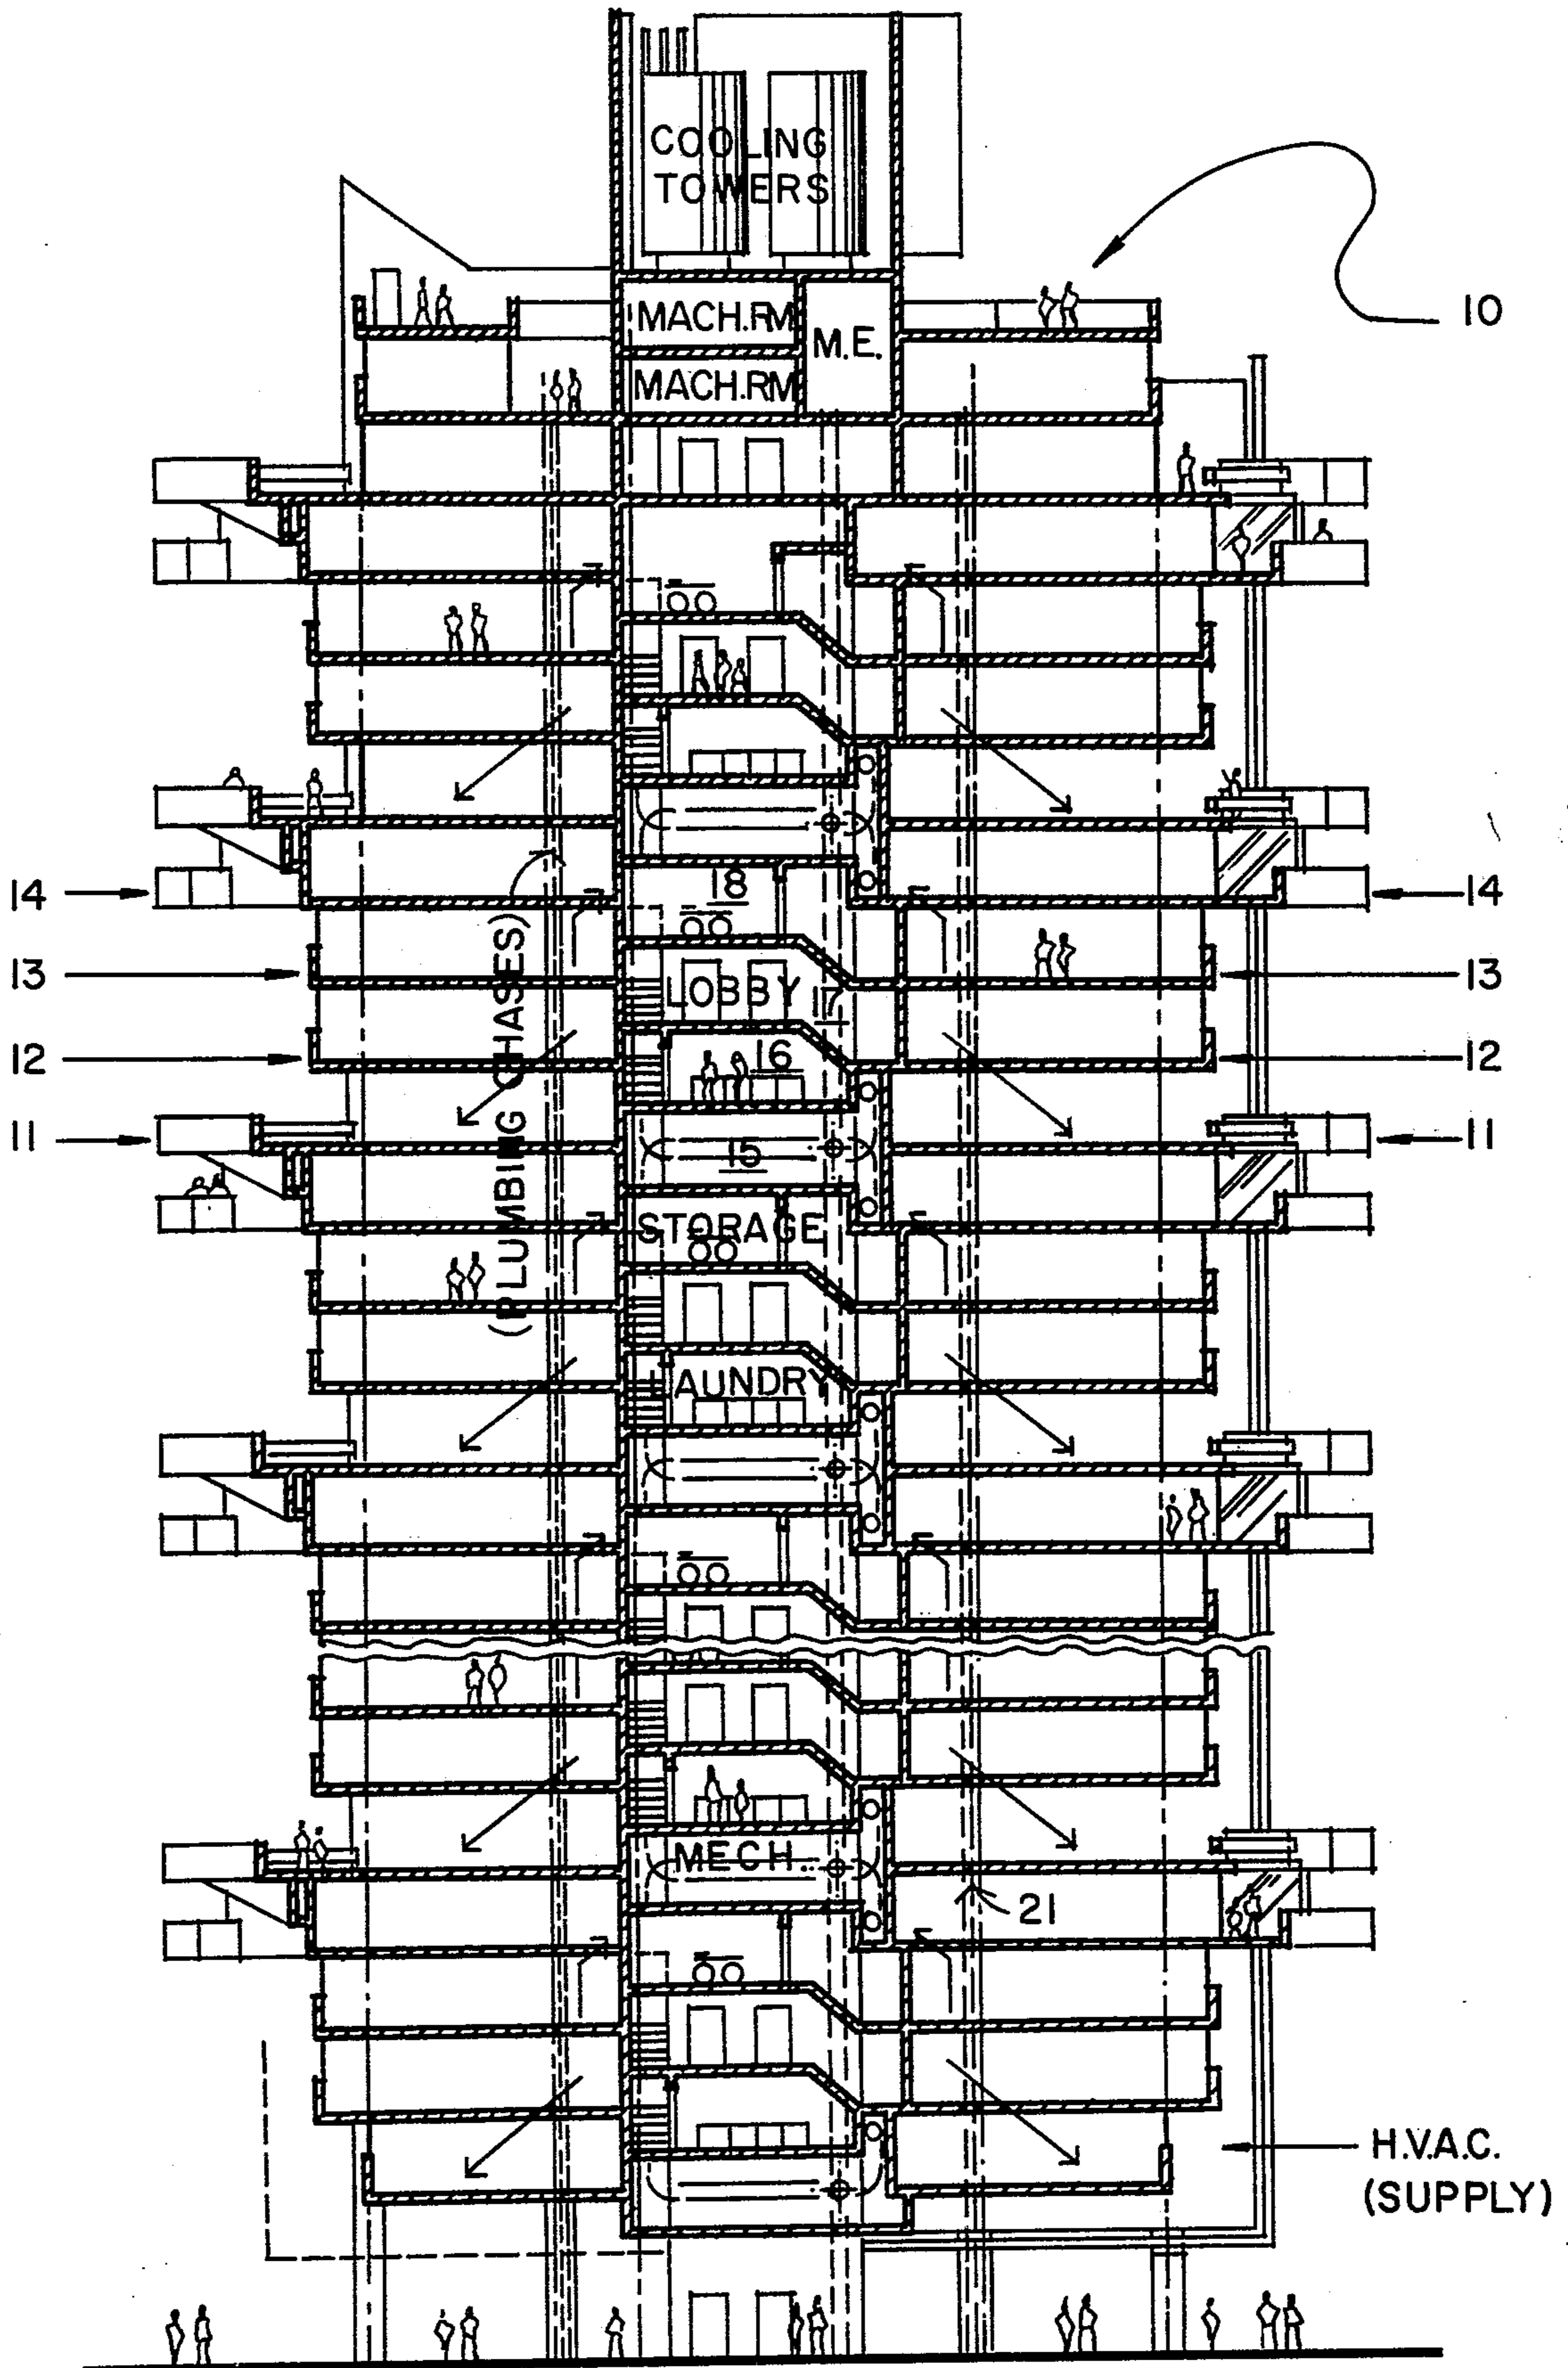 COOLING
TOWERS
10
MACH.RM
M.E.
MACH.RM
14
18
14
13
LOBBY 17
13
(PLUMBING CHASES)
12
16
12
11
15
11
STORAGE
LAUNDRY
MECH.
21
H.V.A.C.
(SUPPLY)